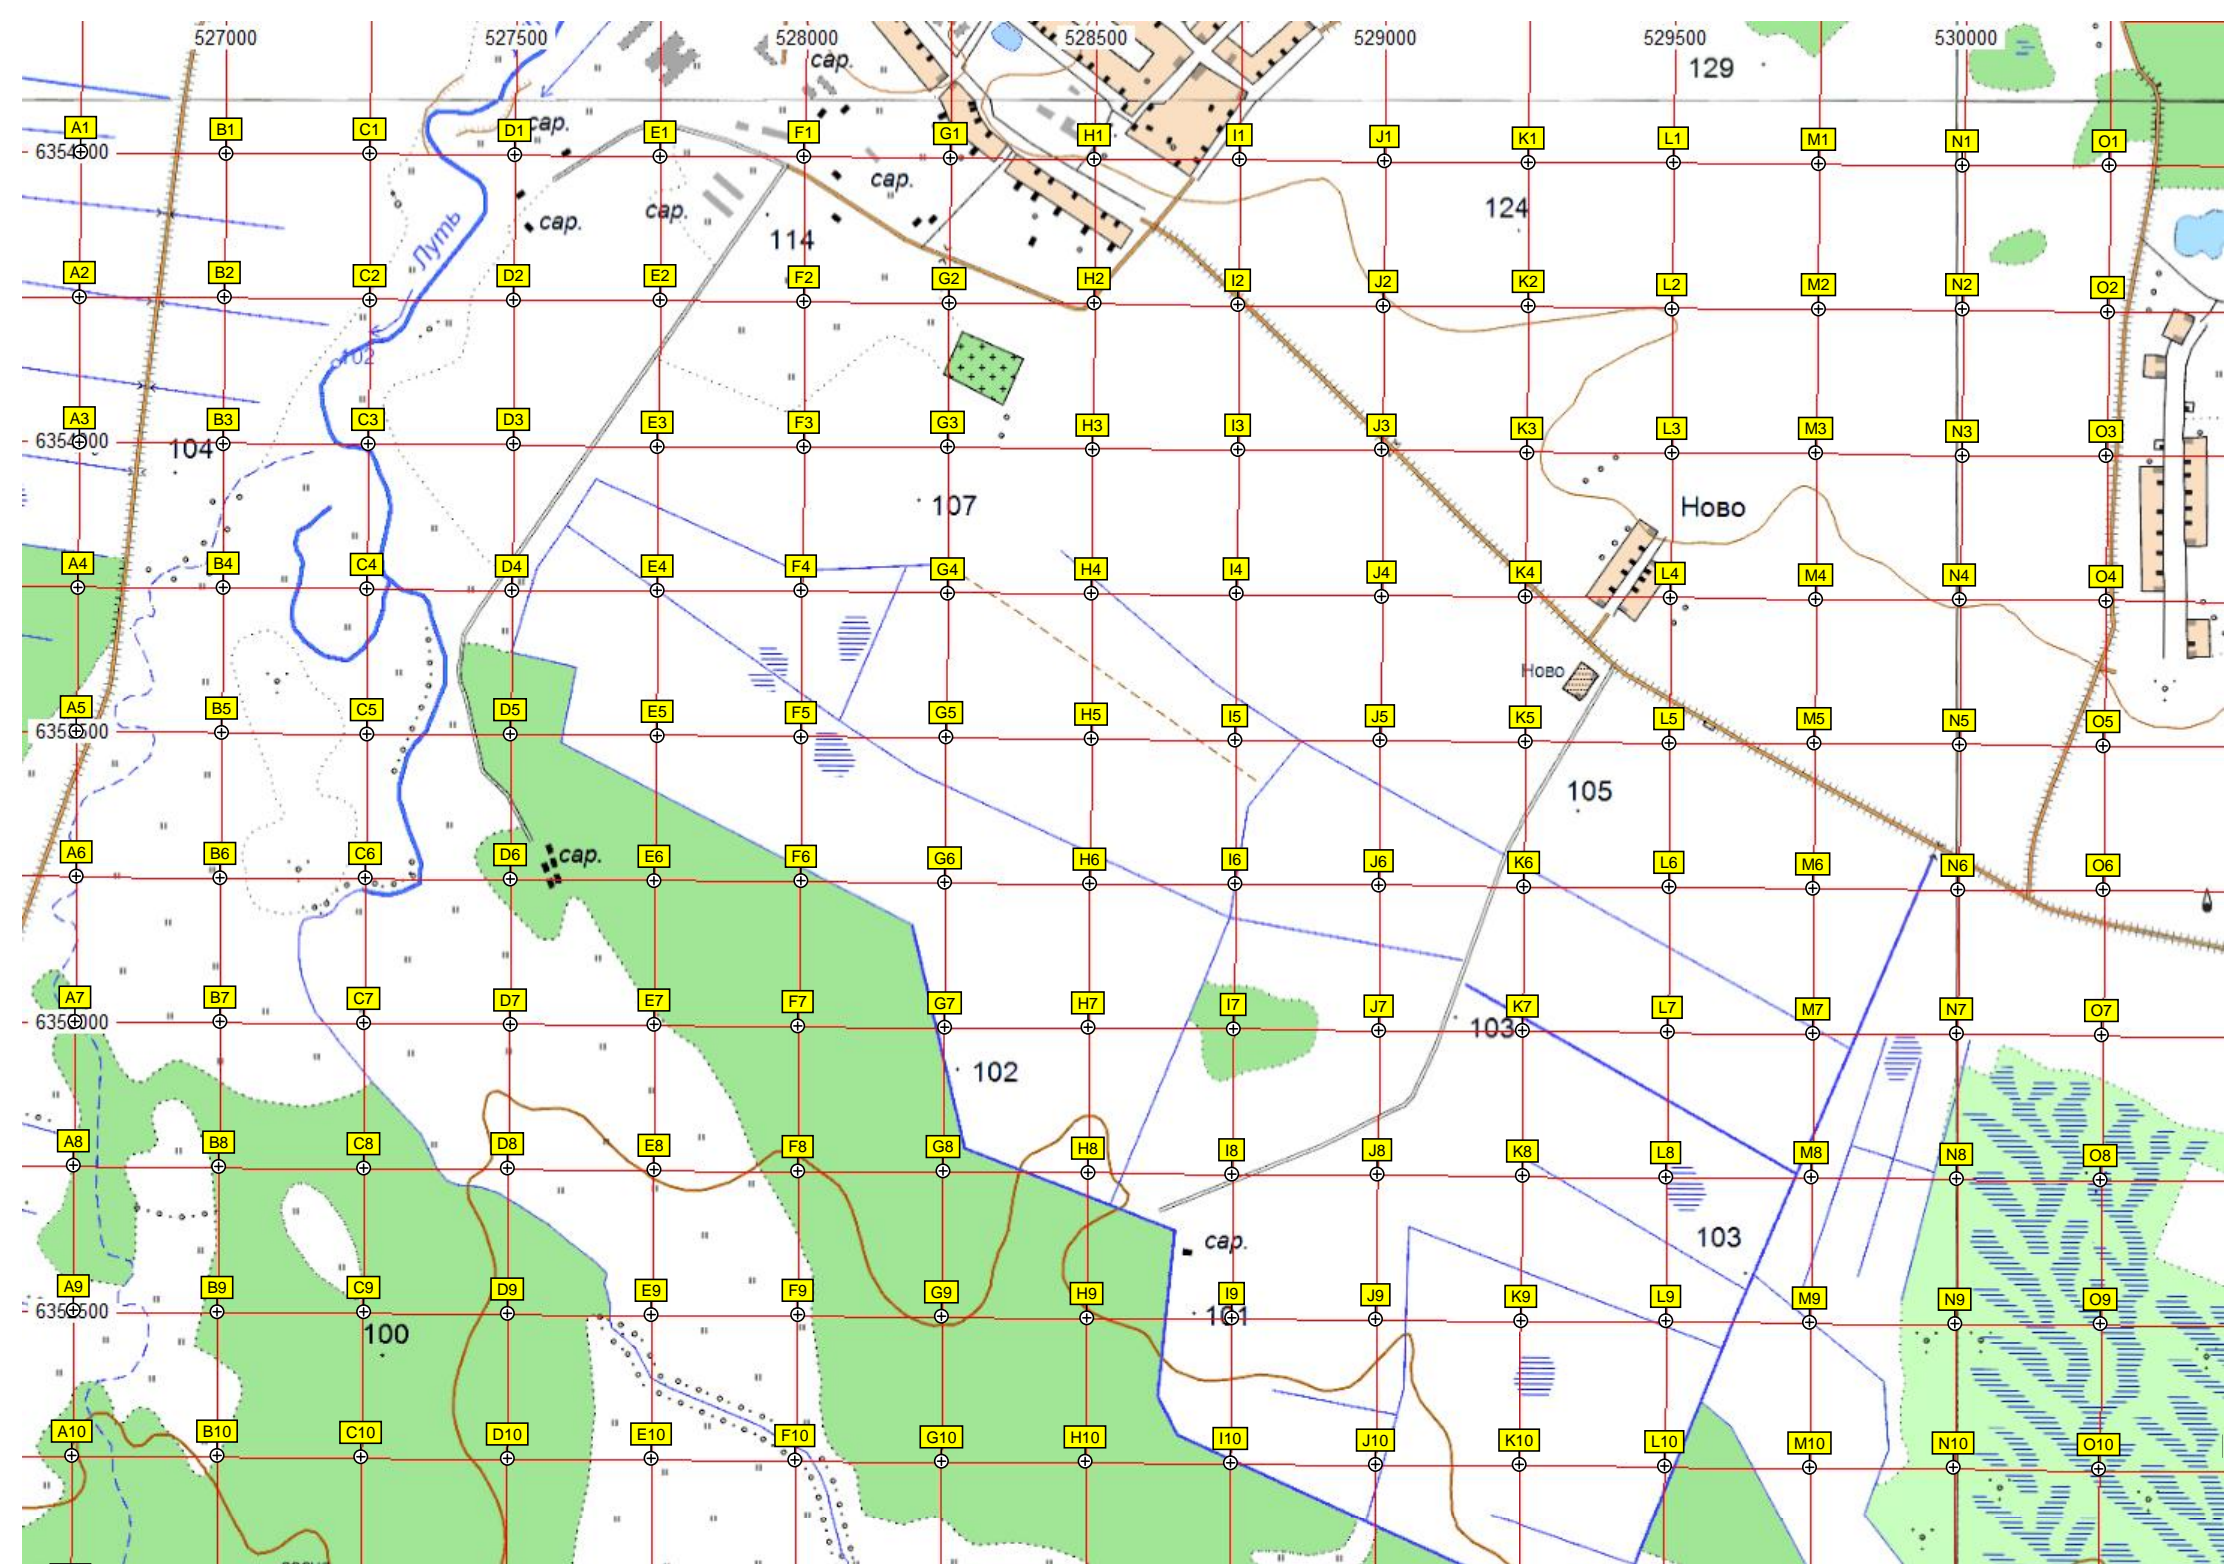 527000 527500 528000 528500 529000 529500 530000
сар. 129
A1 B1 C1 D1 сар. E1 F1 G1 H1 I1 J1 K1 L1 M1 N1 O1
сар. сар. сар. 124
Луть 114
A2 B2 C2 D2 E2 F2 G2 H2 I2 J2 K2 L2 M2 N2 O2
102
A3 B3 C3 D3 E3 F3 G3 H3 I3 J3 K3 L3 M3 N3 O3
104
107 Ново
A4 B4 C4 D4 E4 F4 G4 H4 I4 J4 K4 L4 M4 N4 O4
Ново
A5 B5 C5 D5 E5 F5 G5 H5 I5 J5 K5 L5 M5 N5 O5
105
A6 B6 C6 D6 сар. E6 F6 G6 H6 I6 J6 K6 L6 M6 N6 O6
A7 B7 C7 D7 E7 F7 G7 H7 I7 J7 K7 L7 M7 N7 O7
103
102
A8 B8 C8 D8 E8 F8 G8 H8 I8 J8 K8 L8 M8 N8 O8
сар. 103
A9 B9 C9 D9 E9 F9 G9 H9 I9 J9 K9 L9 M9 N9 O9
101
100
A10 B10 C10 D10 E10 F10 G10 H10 I10 J10 K10 L10 M10 N10 O10